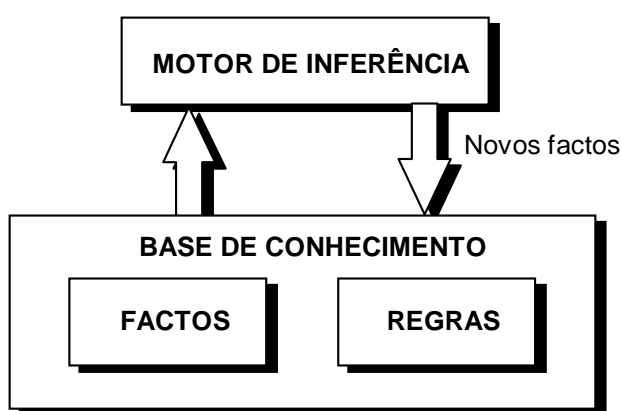 MOTOR DE INFERÊNCIA
Novos factos
BASE DE CONHECIMENTO
FACTOS
REGRAS